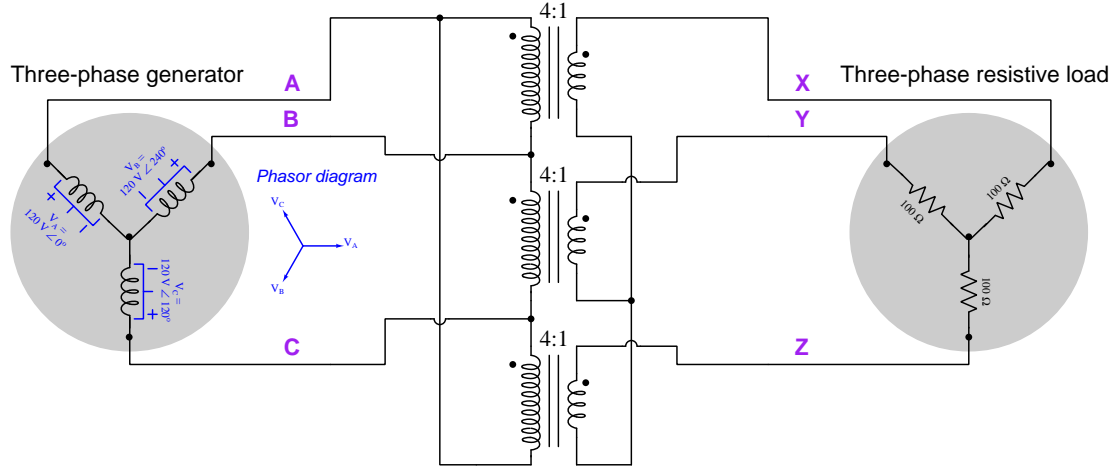 4:1
Three-phase generator
A
X
Three-phase resistive load
B
Y
V_B =
120 V ∠ 240°
+
−
+
−
V_A =
120 V ∠ 0°
Phasor diagram
V_C
V_A
V_B
4:1
100 Ω
100 Ω
−
+
V_C =
120 V ∠ 120°
100 Ω
C
4:1
Z